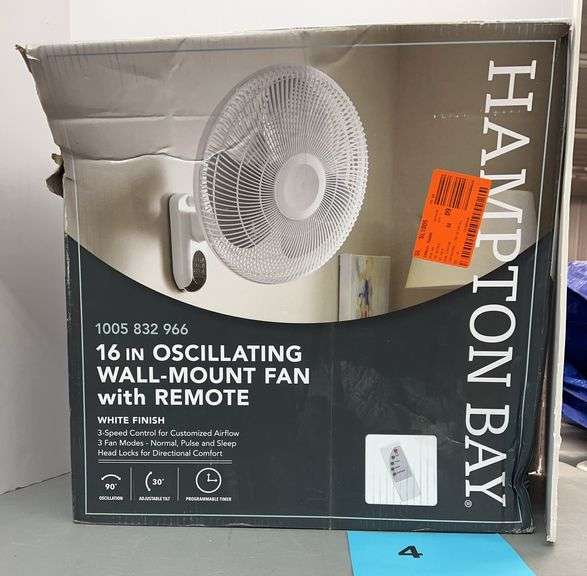 HAMPTON BAY®
1005 832 966
16 IN OSCILLATING
WALL-MOUNT FAN
with REMOTE
WHITE FINISH
3-Speed Control for Customized Airflow
3 Fan Modes - Normal, Pulse and Sleep
Head Locks for Directional Comfort
90°
OSCILLATION
30°
ADJUSTABLE TILT
PROGRAMMABLE TIMER
4